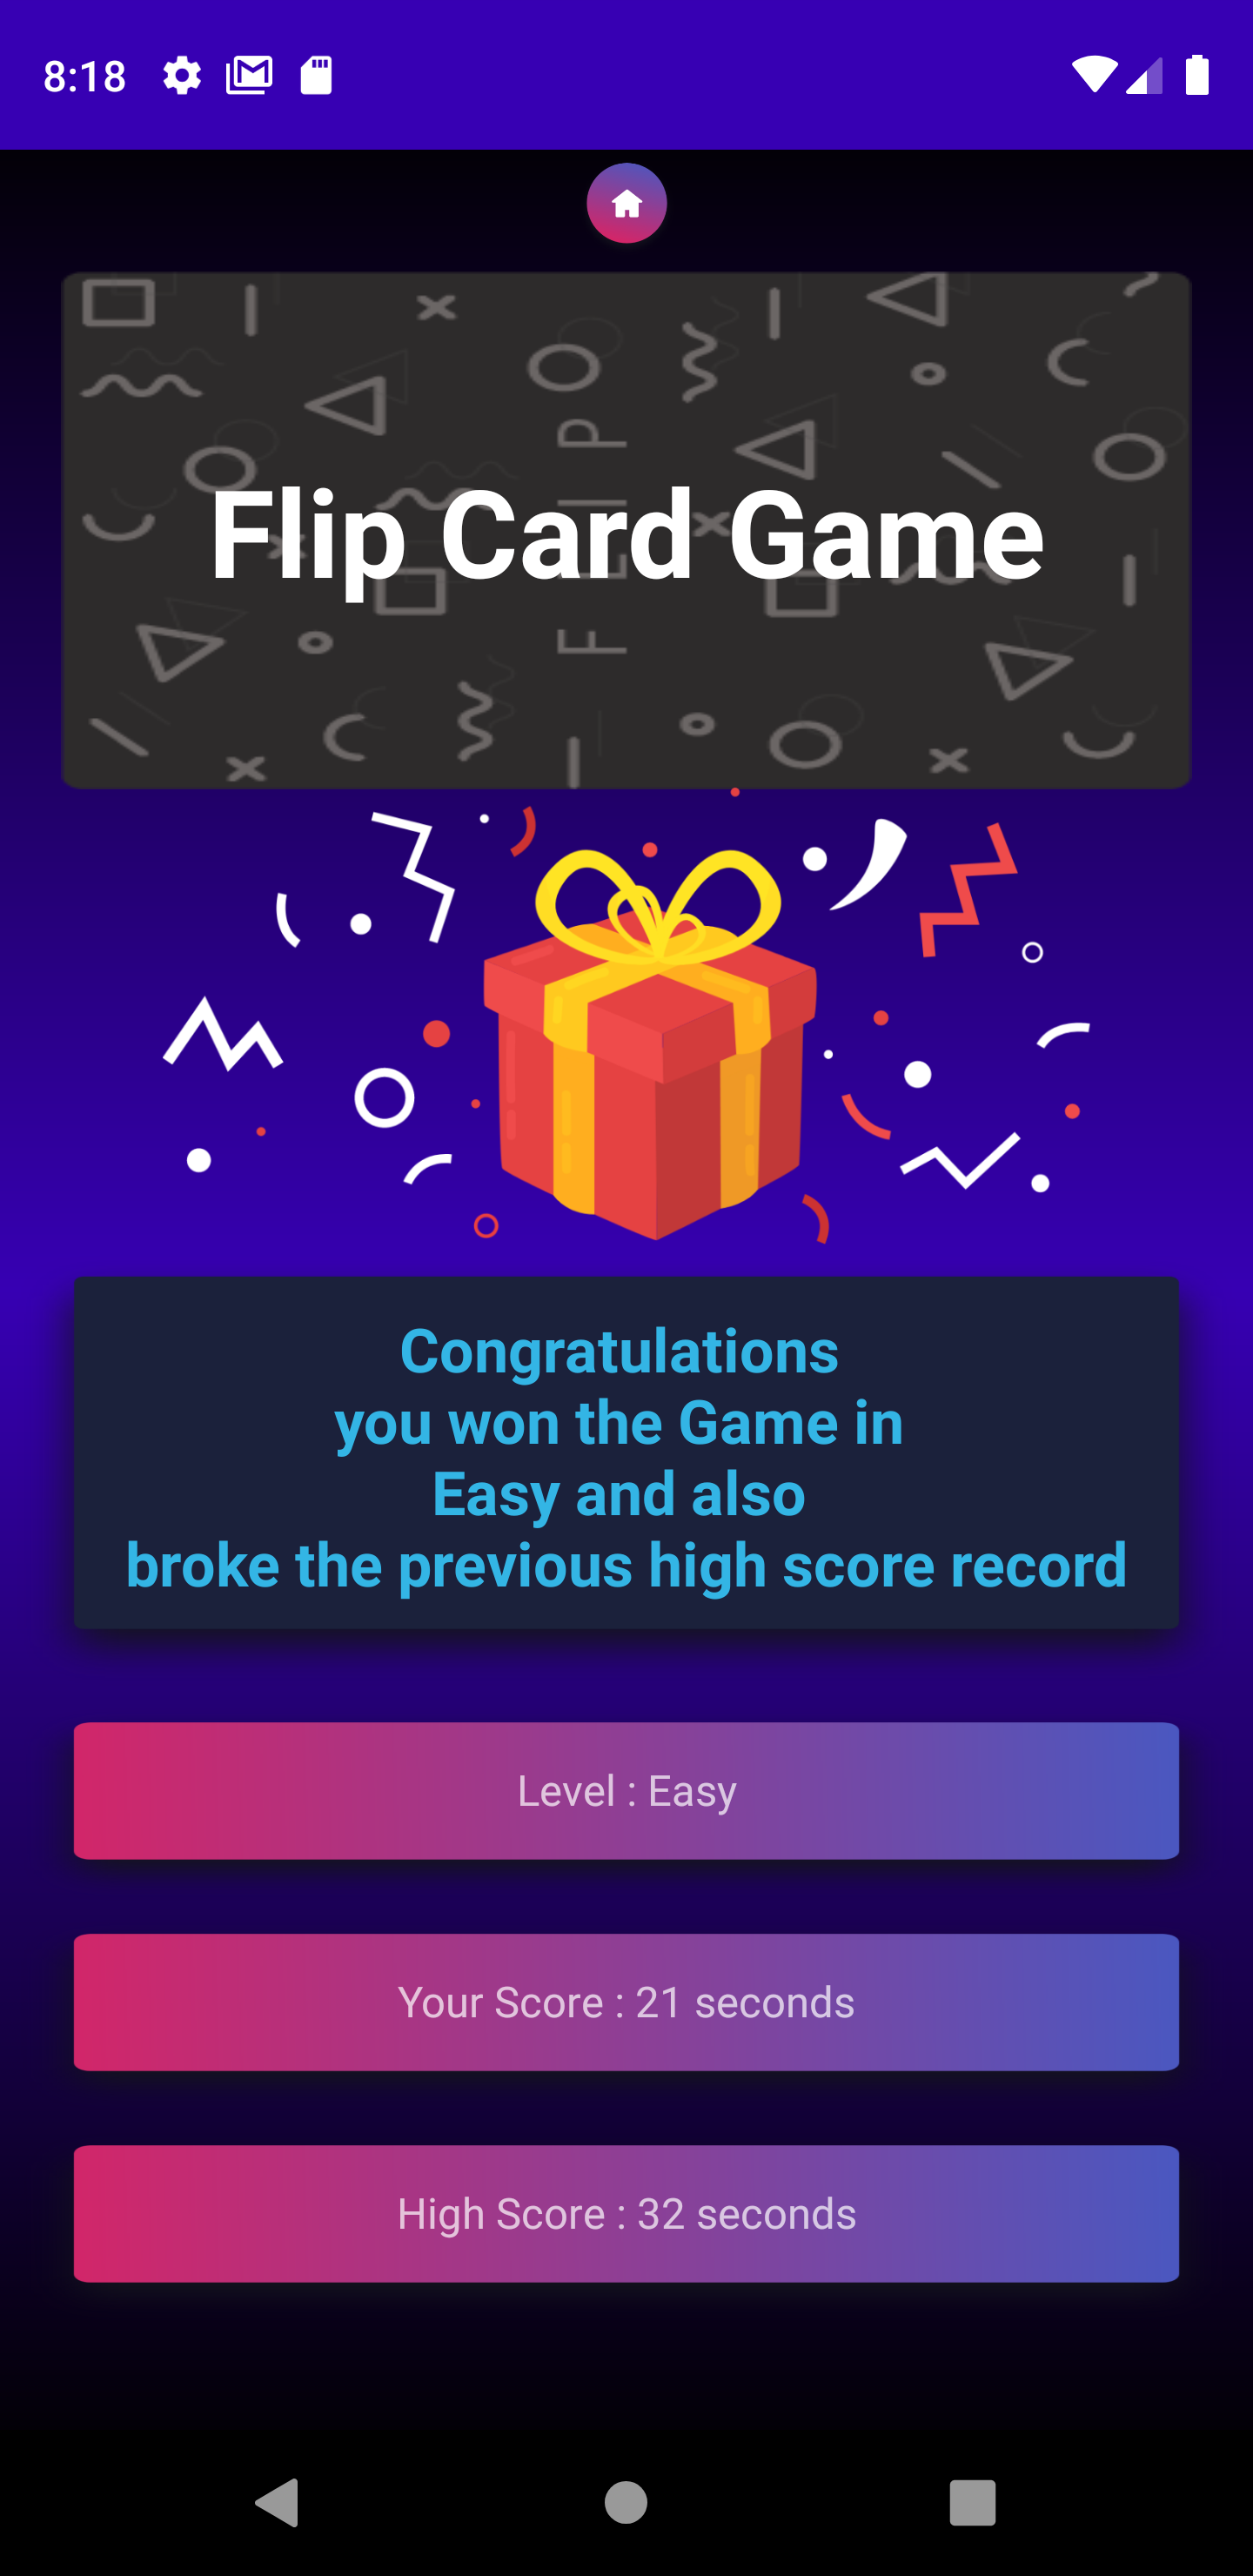 8:18
Flip Card Game
FLIP
Congratulations
you won the Game in
Easy and also
broke the previous high score record
Level : Easy
Your Score : 21 seconds
High Score : 32 seconds